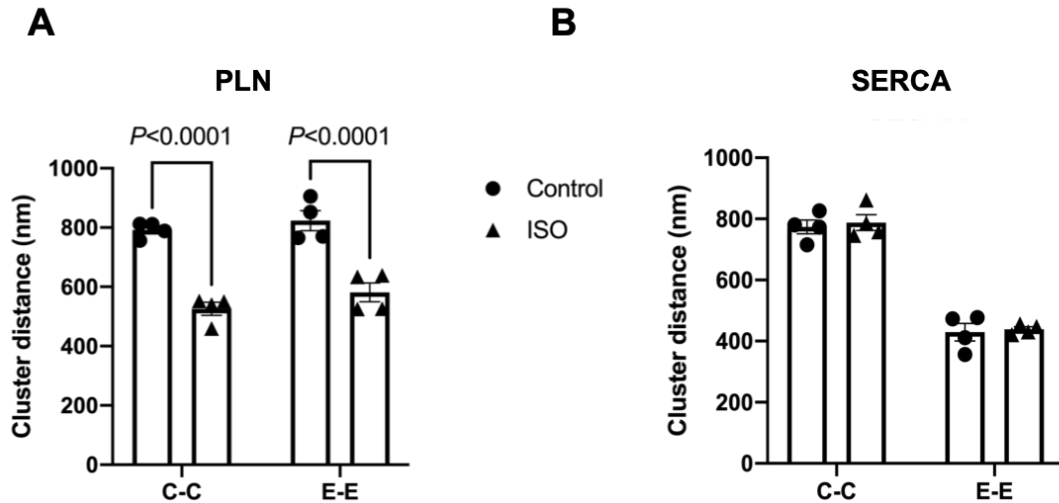 A
PLN
P<0.0001
P<0.0001
Cluster distance (nm)
1000
800
600
400
200
0
C-C
E-E
Control
ISO
B
SERCA
Cluster distance (nm)
1000
800
600
400
200
0
C-C
E-E